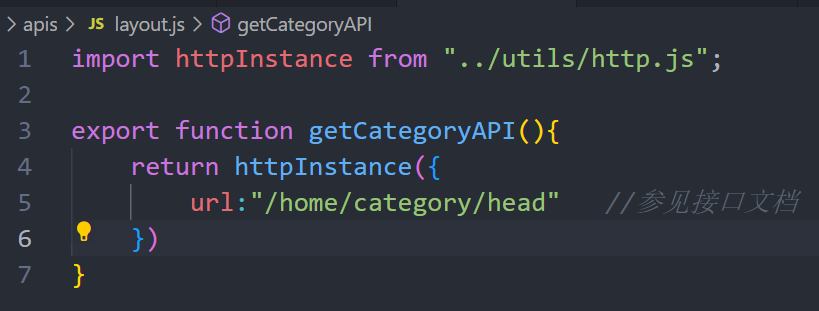 apis > JS layout.js > getCategoryAPI
1 import httpInstance from "../utils/http.js";
2
3 export function getCategoryAPI(){
4 return httpInstance({
5 url:"/home/category/head" //参见接口文档
6 })
7 }